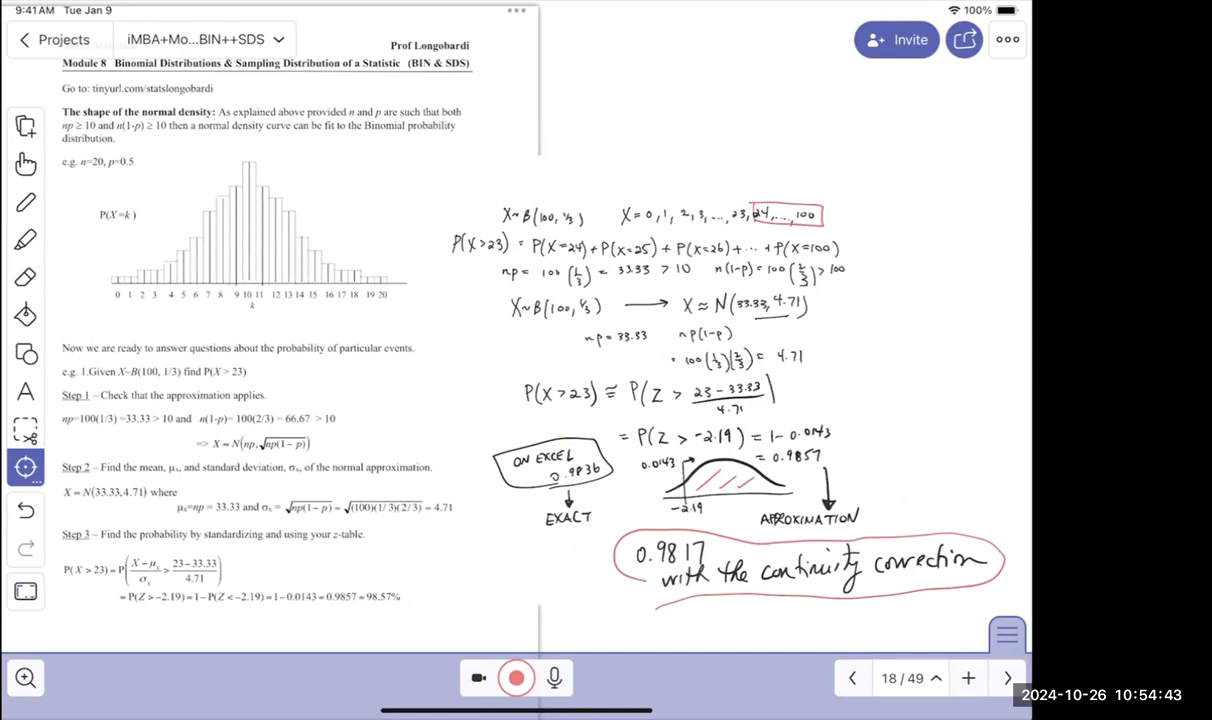 9:41 AM Tue Jan 9
100%
Projects
iMBA+Mo...BIN++SDS
Invite
Prof Longobardi
Module 8 Binomial Distributions & Sampling Distribution of a Statistic (BIN & SDS)
Go to: tinyurl.com/statslongobardi
The shape of the normal density: As explained above provided n and p are such that both
np ≥ 10 and n(1-p) ≥ 10 then a normal density curve can be fit to the Binomial probability
distribution.
e.g. n=20, p=0.5
P(X=k)
0 1 2 3 4 5 6 7 8 9 10 11 12 13 14 15 16 17 18 19 20
k
Now we are ready to answer questions about the probability of particular events.
e.g. 1.Given X~B(100, 1/3) find P(X > 23)
Step 1 – Check that the approximation applies.
np=100(1/3) =33.33 > 10 and n(1-p)= 100(2/3) = 66.67 > 10
=> X ≈ N(np, √np(1−p))
Step 2 – Find the mean, μx, and standard deviation, σx, of the normal approximation.
X ≈ N(33.33,4.71) where
μx=np = 33.33 and σx = √np(1−p) = √(100)(1/3)(2/3) = 4.71
Step 3 – Find the probability by standardizing and using your z-table.
P(X > 23) = P((X−μx)/σx > (23−33.33)/4.71)
= P(Z > −2.19) = 1− P(Z < −2.19) = 1− 0.0143 = 0.9857 = 98.57%
X~B(100, 1/3) X=0,1,2,3,...,23,24,...,100
P(X>23) = P(X=24)+P(X=25)+P(X=26)+...+P(X=100)
np = 100(1/3) = 33.33 > 10 n(1-p)=100(2/3)>100
X~B(100, 1/3) → X≈N(33.33, 4.71)
np=33.33 np(1-p)
= 100(1/3)(2/3) = 4.71
P(X>23) ≅ P(Z > (23-33.33)/4.71)
= P(Z > -2.19) = 1-0.0143
= 0.9857
0.0143
-2.19
ON EXCEL
0.9836
EXACT
APPROXIMATION
0.9817
with the continuity correction
18 / 49
2024-10-26 10:54:43